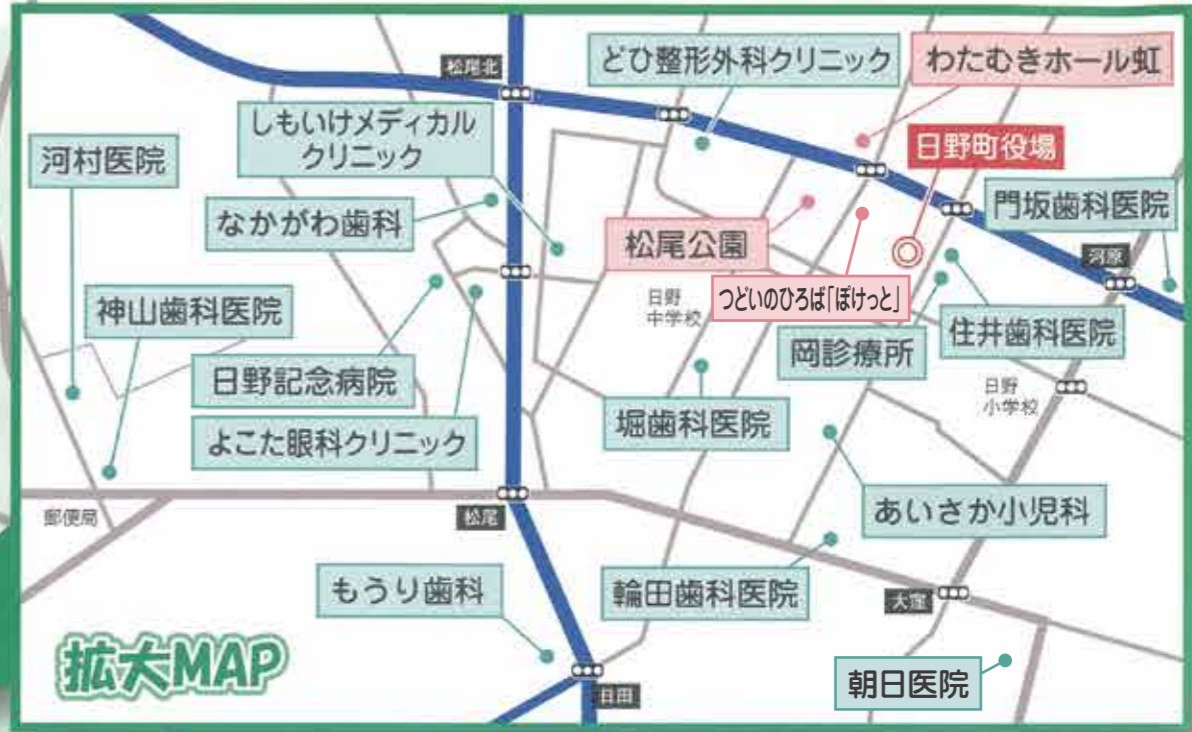 松尾北
どひ整形外科クリニック
わたむきホール虹
しもいけメディカル
クリニック
日野町役場
河村医院
門坂歯科医院
なかがわ歯科
松尾公園
河原
つどいのひろば「ぽけっと」
日野
中学校
神山歯科医院
住井歯科医院
岡診療所
日野記念病院
日野
小学校
堀歯科医院
よこた眼科クリニック
郵便局
松尾
あいさか小児科
もうり歯科
輪田歯科医院
大窪
拡大MAP
朝日医院
日田